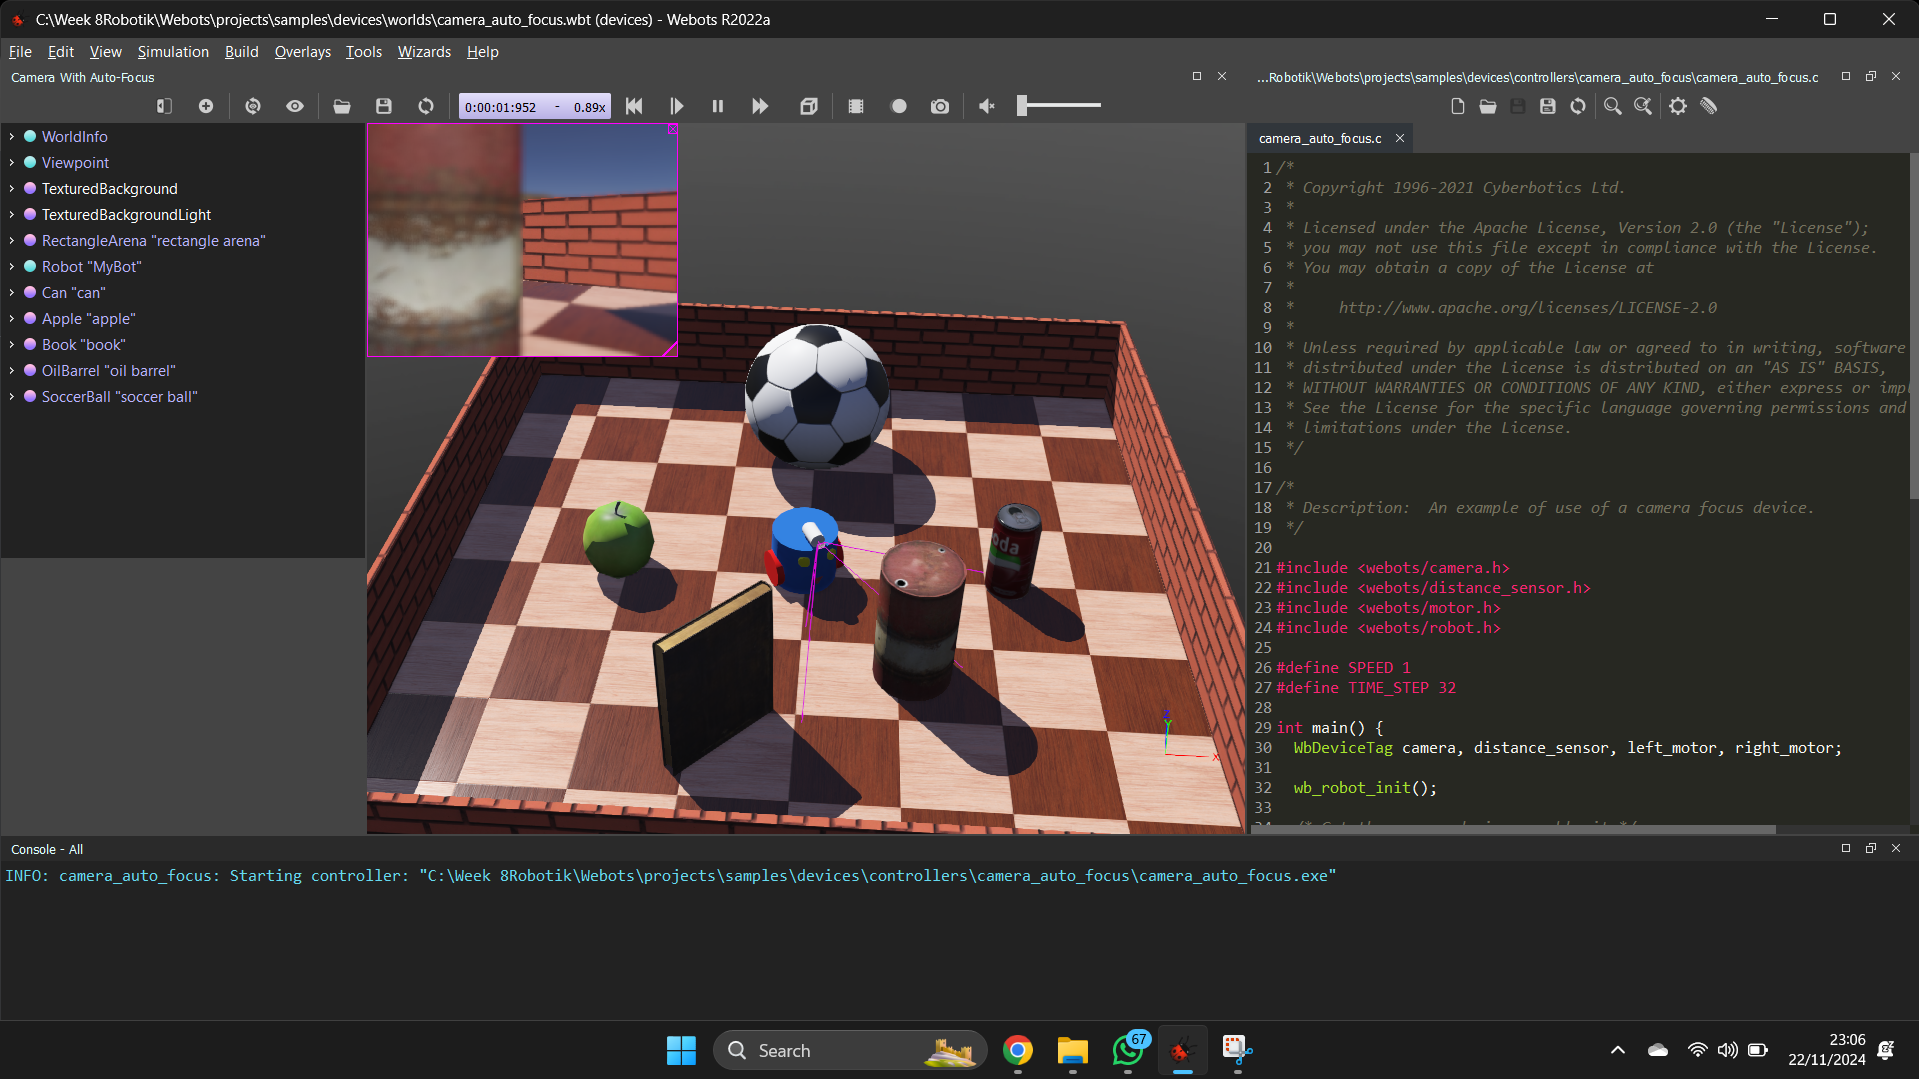 C:\Week 8Robotik\Webots\projects\samples\devices\worlds\camera_auto_focus.wbt (devices) - Webots R2022a
File Edit View Simulation Build Overlays Tools Wizards Help
Camera With Auto-Focus
...Robotik\Webots\projects\samples\devices\controllers\camera_auto_focus\camera_auto_focus.c
0:00:01:952 - 0.89x
WorldInfo
Viewpoint
TexturedBackground
TexturedBackgroundLight
RectangleArena "rectangle arena"
Robot "MyBot"
Can "can"
Apple "apple"
Book "book"
OilBarrel "oil barrel"
SoccerBall "soccer ball"
oda
Z
Y
X
camera_auto_focus.c
1 /*
2  * Copyright 1996-2021 Cyberbotics Ltd.
3  *
4  * Licensed under the Apache License, Version 2.0 (the "License");
5  * you may not use this file except in compliance with the License.
6  * You may obtain a copy of the License at
7  *
8  *     http://www.apache.org/licenses/LICENSE-2.0
9  *
10  * Unless required by applicable law or agreed to in writing, software
11  * distributed under the License is distributed on an "AS IS" BASIS,
12  * WITHOUT WARRANTIES OR CONDITIONS OF ANY KIND, either express or impl
13  * See the License for the specific language governing permissions and
14  * limitations under the License.
15  */
16
17 /*
18  * Description:  An example of use of a camera focus device.
19  */
20
21 #include <webots/camera.h>
22 #include <webots/distance_sensor.h>
23 #include <webots/motor.h>
24 #include <webots/robot.h>
25
26 #define SPEED 1
27 #define TIME_STEP 32
28
29 int main() {
30   WbDeviceTag camera, distance_sensor, left_motor, right_motor;
31
32   wb_robot_init();
33
Console - All
INFO: camera_auto_focus: Starting controller: "C:\Week 8Robotik\Webots\projects\samples\devices\controllers\camera_auto_focus\camera_auto_focus.exe"
Search
67
23:06
22/11/2024